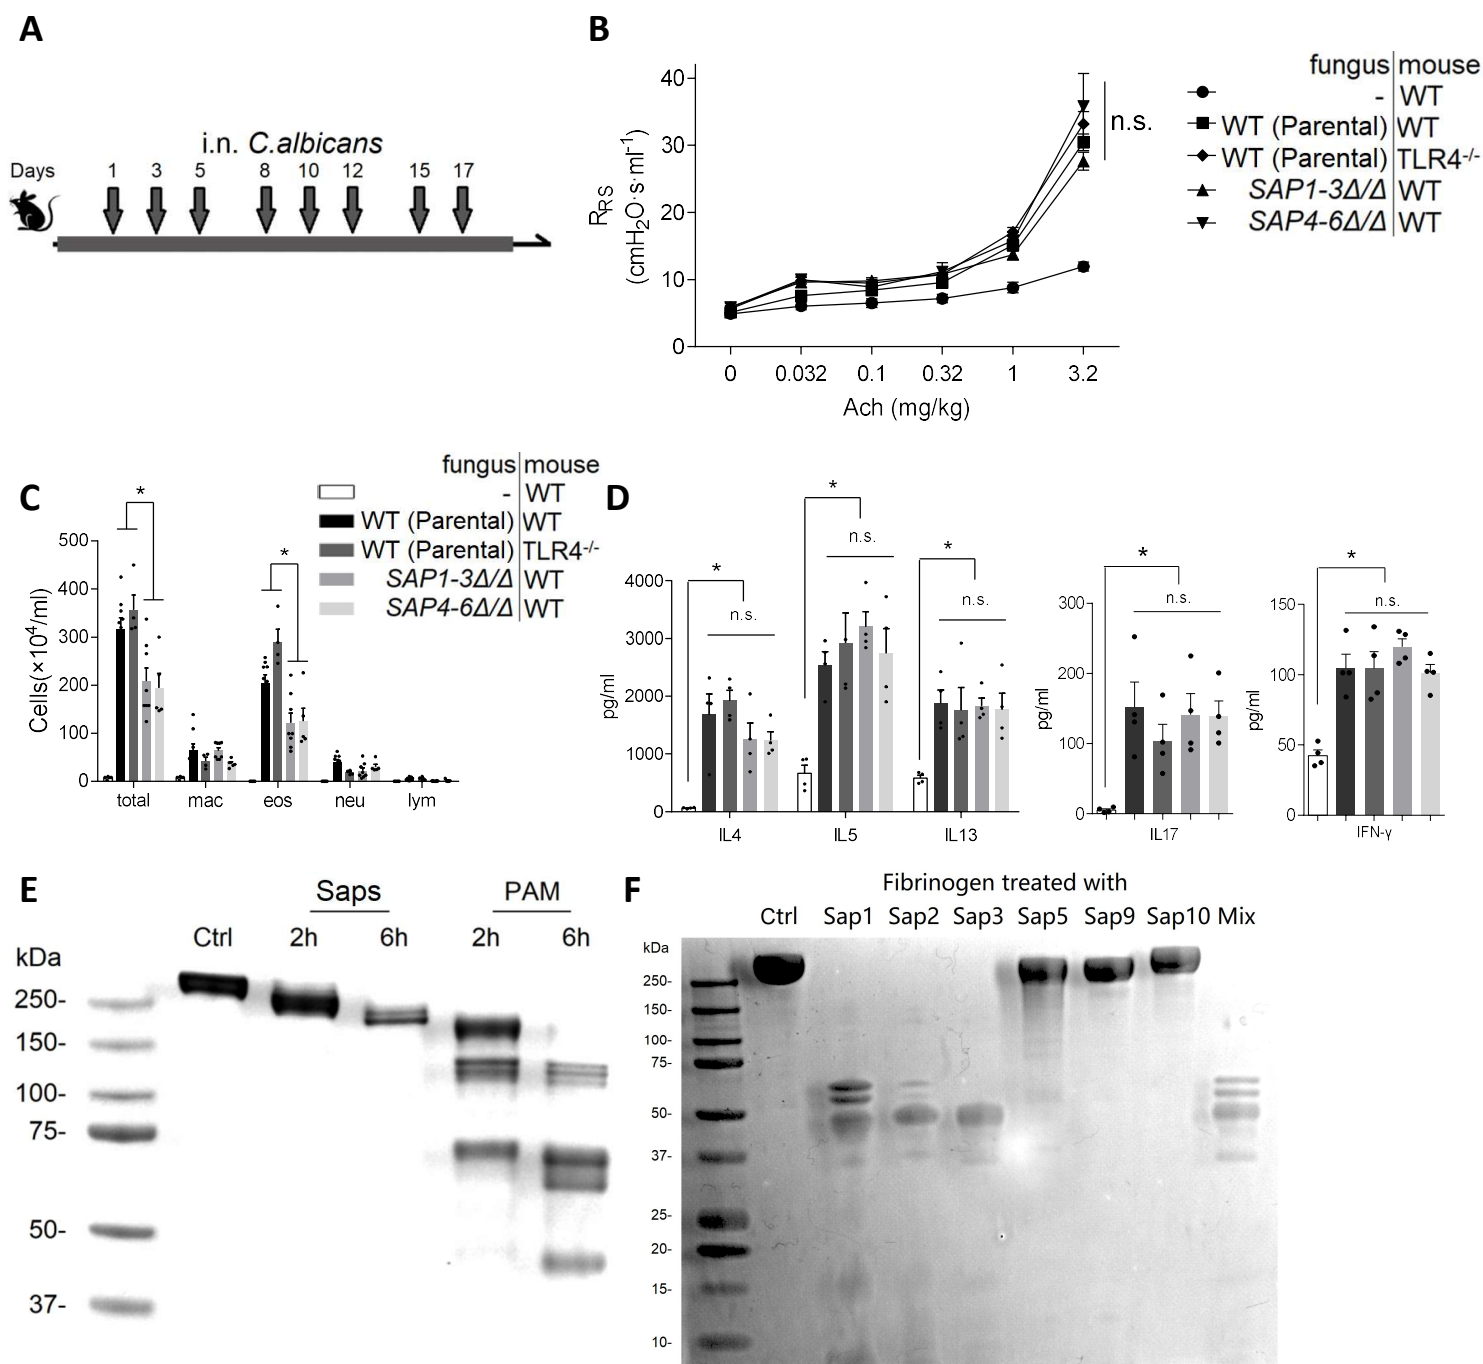 A
i.n. C.albicans
Days 1 3 5 8 10 12 15 17
B
R_RS
(cmH₂O·s·ml⁻¹)
40
30
20
10
0
0 0.032 0.1 0.32 1 3.2
Ach (mg/kg)
n.s.
fungus mouse
- WT
WT (Parental) WT
WT (Parental) TLR4⁻/⁻
SAP1-3Δ/Δ WT
SAP4-6Δ/Δ WT
C
fungus mouse
- WT
WT (Parental) WT
WT (Parental) TLR4⁻/⁻
SAP1-3Δ/Δ WT
SAP4-6Δ/Δ WT
Cells(×10⁴/ml)
500
400
300
200
100
0
* *
total mac eos neu lym
D
pg/ml
4000
3000
2000
1000
0
* n.s.
* n.s.
* n.s.
IL4 IL5 IL13
pg/ml
300
200
100
0
* n.s.
IL17
pg/ml
150
100
50
0
* n.s.
IFN-γ
E
Saps PAM
Ctrl 2h 6h 2h 6h
kDa
250-
150-
100-
75-
50-
37-
F
Fibrinogen treated with
Ctrl Sap1 Sap2 Sap3 Sap5 Sap9 Sap10 Mix
kDa
250-
150-
100-
75-
50-
37-
25-
20-
15-
10-